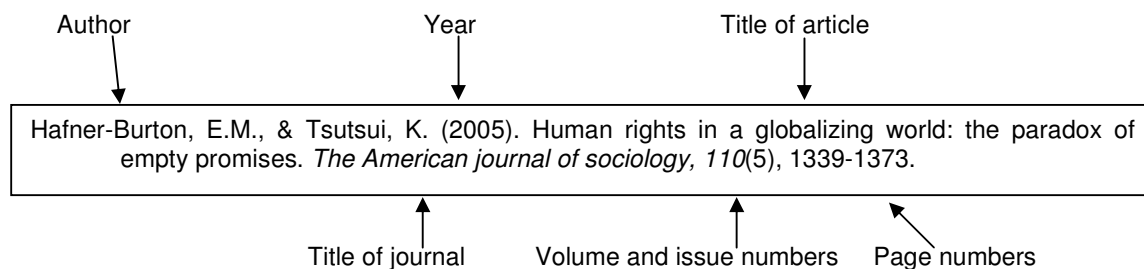 Author Year Title of article
Hafner-Burton, E.M., & Tsutsui, K. (2005). Human rights in a globalizing world: the paradox of
empty promises. The American journal of sociology, 110(5), 1339-1373.
Title of journal Volume and issue numbers Page numbers